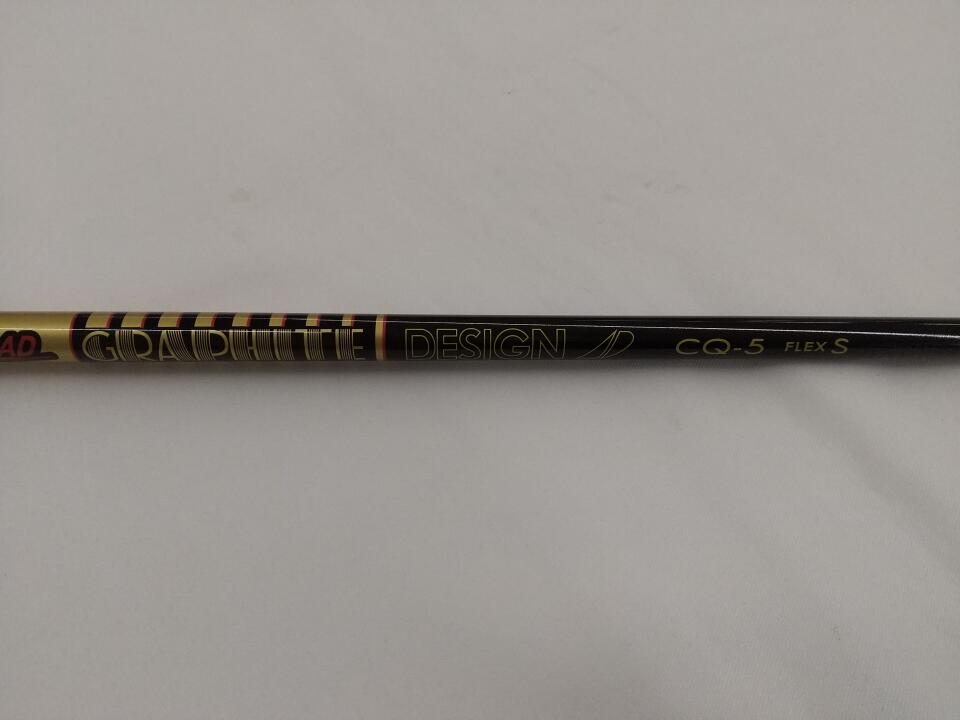 AD GRAPHITE DESIGN CQ-5 FLEX S